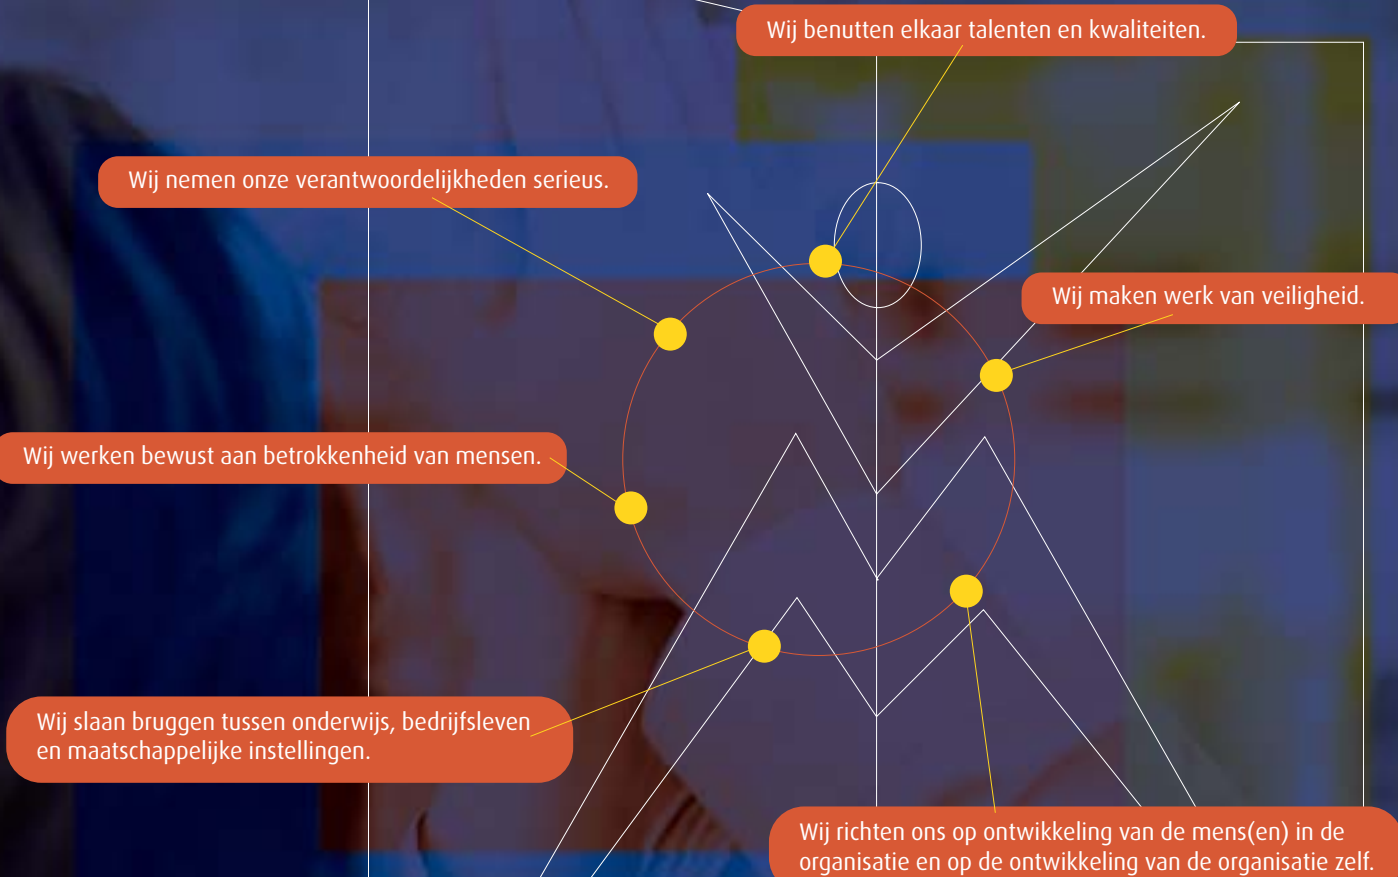 Wij benutten elkaar talenten en kwaliteiten.
Wij nemen onze verantwoordelijkheden serieus.
Wij maken werk van veiligheid.
Wij werken bewust aan betrokkenheid van mensen.
Wij slaan bruggen tussen onderwijs, bedrijfsleven
en maatschappelijke instellingen.
Wij richten ons op ontwikkeling van de mens(en) in de
organisatie en op de ontwikkeling van de organisatie zelf.